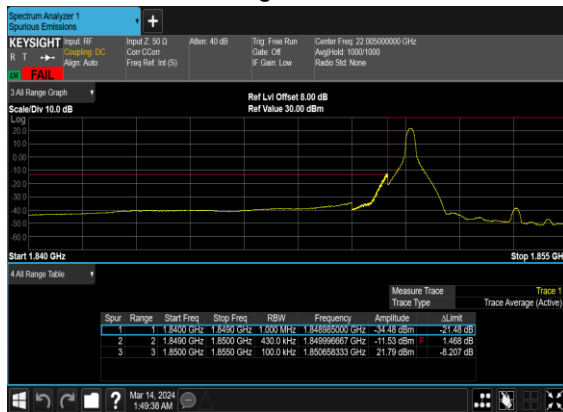 Spectrum Analyzer 1
Spurious Emissions
+
KEYSIGHT Input: RF Input Z: 50 Ω Atten: 40 dB Trig: Free Run Center Freq: 22.005000000 GHz
R T Coupling: DC Corr CCorr Gate: Off Avg|Hold: 1000/1000
Align: Auto Freq Ref: Int (S) IF Gain: Low Radio Std: None
LXI FAIL
3 All Range Graph
Ref Lvl Offset 8.00 dB
Scale/Div 10.0 dB Ref Value 30.00 dBm
Log
20.0
10.0
0.00
-10.0
-20.0
-30.0
-40.0
-50.0
-60.0
Start 1.840 GHz Stop 1.855 GH
4 All Range Table
Measure Trace Trace 1
Trace Type Trace Average (Active)
Spur Range Start Freq Stop Freq RBW Frequency Amplitude ΔLimit
1 1 1.8400 GHz 1.8490 GHz 1.000 MHz 1.848985000 GHz -34.48 dBm -21.48 dB
2 2 1.8490 GHz 1.8500 GHz 430.0 kHz 1.849996667 GHz -11.53 dBm F 1.468 dB
3 3 1.8500 GHz 1.8550 GHz 100.0 kHz 1.850658333 GHz 21.79 dBm -8.207 dB
? Mar 14, 2024
1:49:38 AM